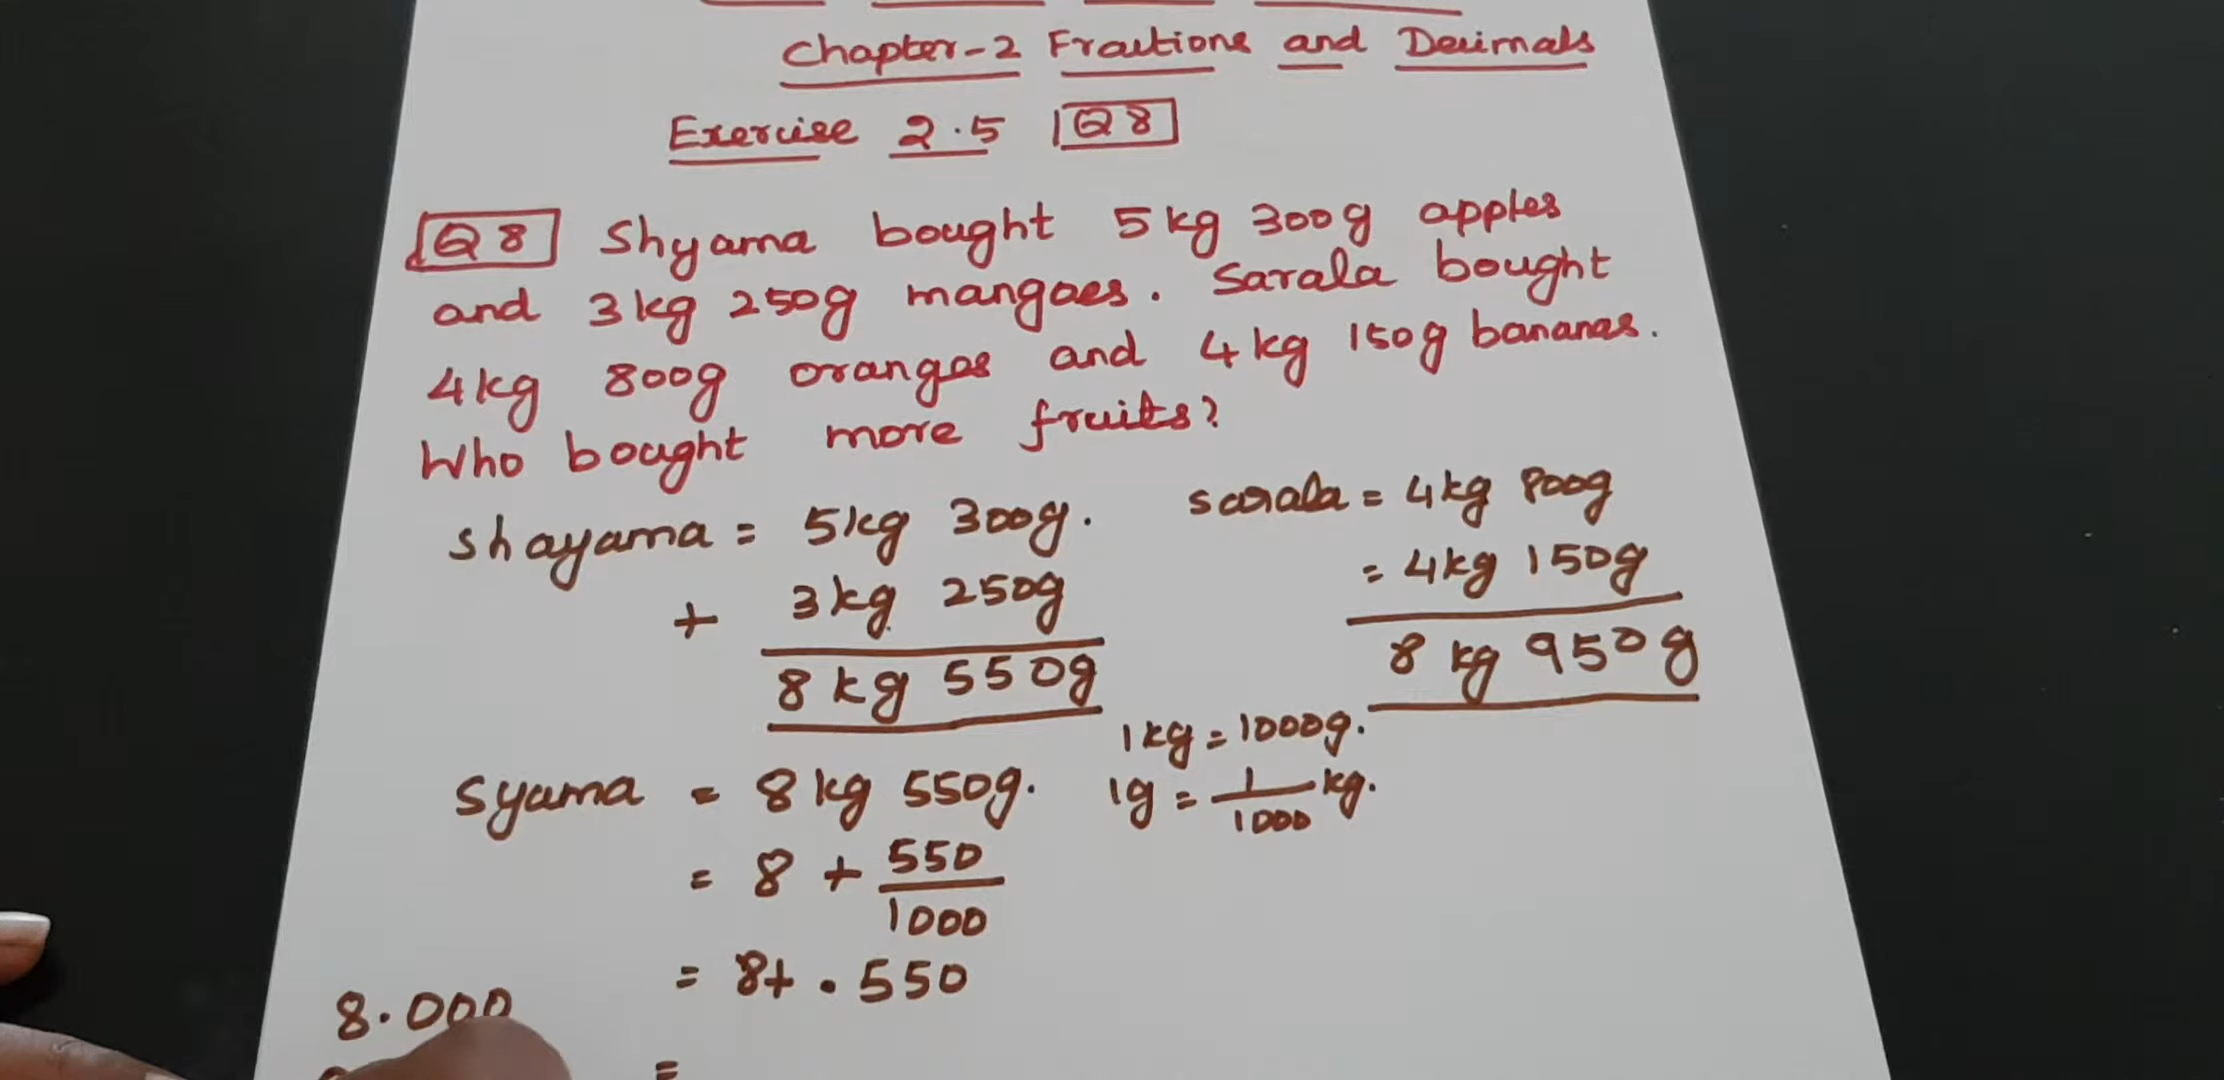 Chapter-2 Fractions and Decimals
Exercise 2.5 Q8
Q8 Shyama bought 5kg 300g apples
and 3kg 250g mangoes. Sarala bought
4kg 800g oranges and 4kg 150g bananas.
Who bought more fruits?
shayama = 5kg 300g.
+ 3kg 250g
8kg 550g
sarala = 4kg 800g
= 4kg 150g
8 kg 950g
syama = 8kg 550g.
1kg = 1000g.
1g = 1/1000 kg.
= 8 + 550/1000
= 8+ .550
8.000
=